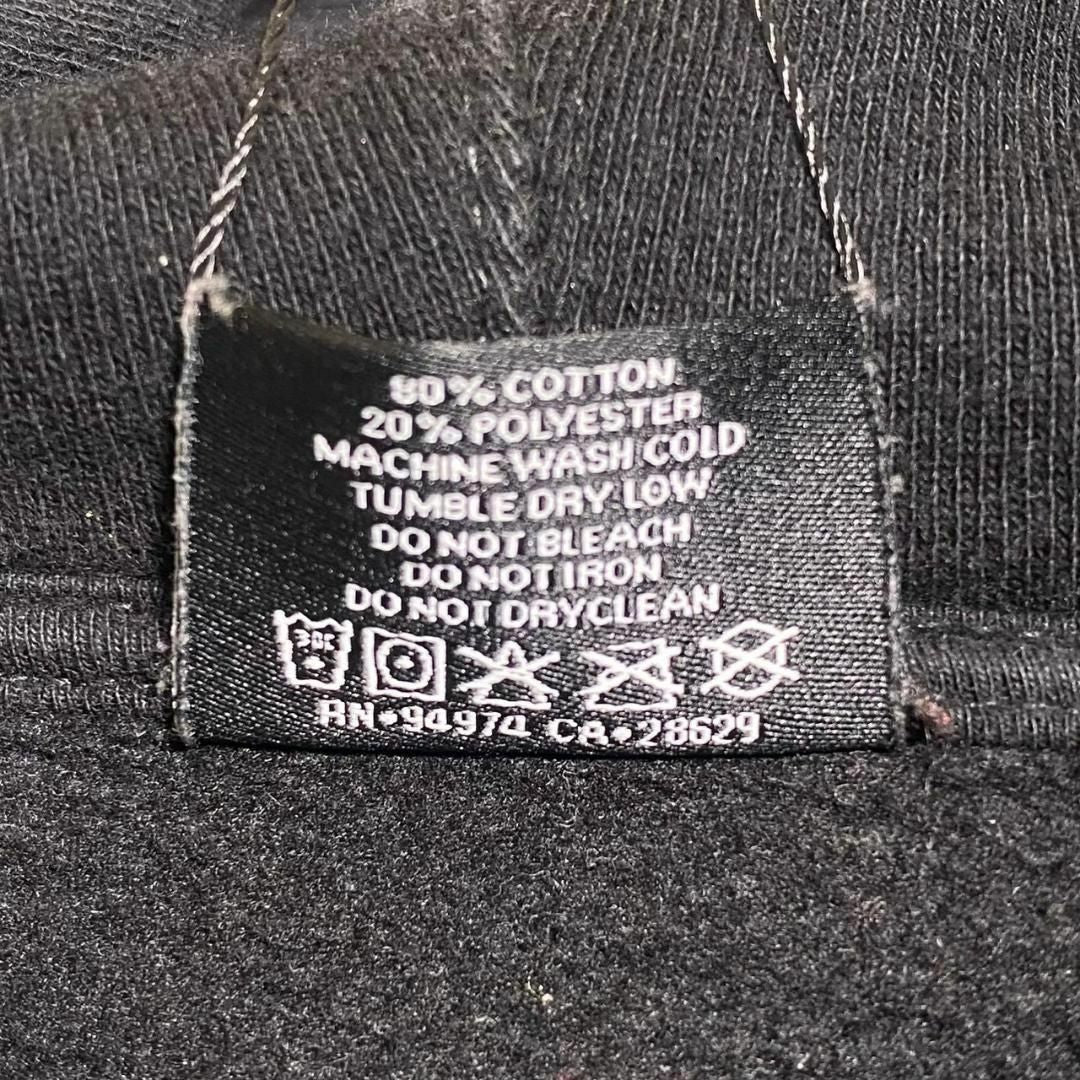 80% COTTON
20% POLYESTER
MACHINE WASH COLD
TUMBLE DRY LOW
DO NOT BLEACH
DO NOT IRON
DO NOT DRYCLEAN
30C
RN•94974 CA•28629